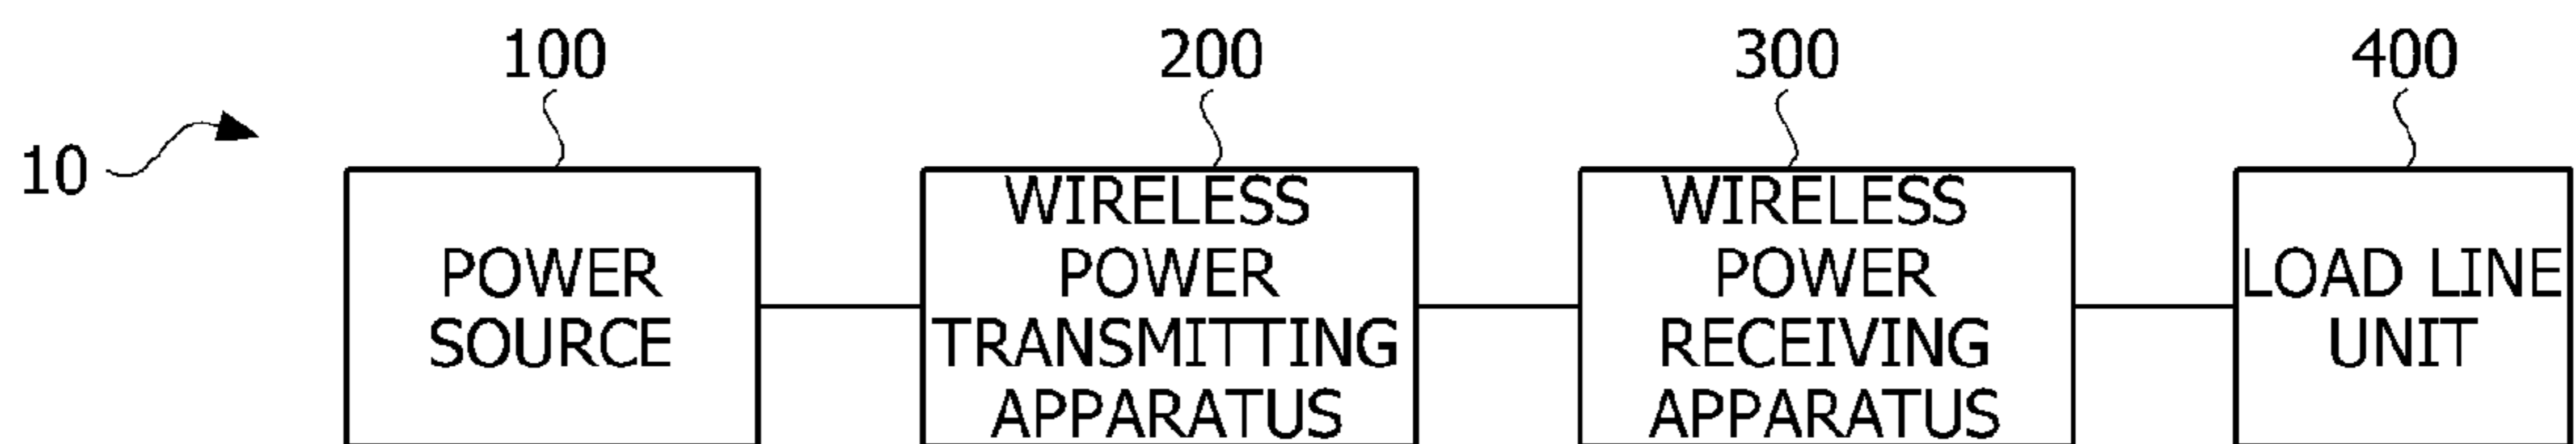 100
200
300
400
10
POWER
SOURCE
WIRELESS
POWER
TRANSMITTING
APPARATUS
WIRELESS
POWER
RECEIVING
APPARATUS
LOAD LINE
UNIT